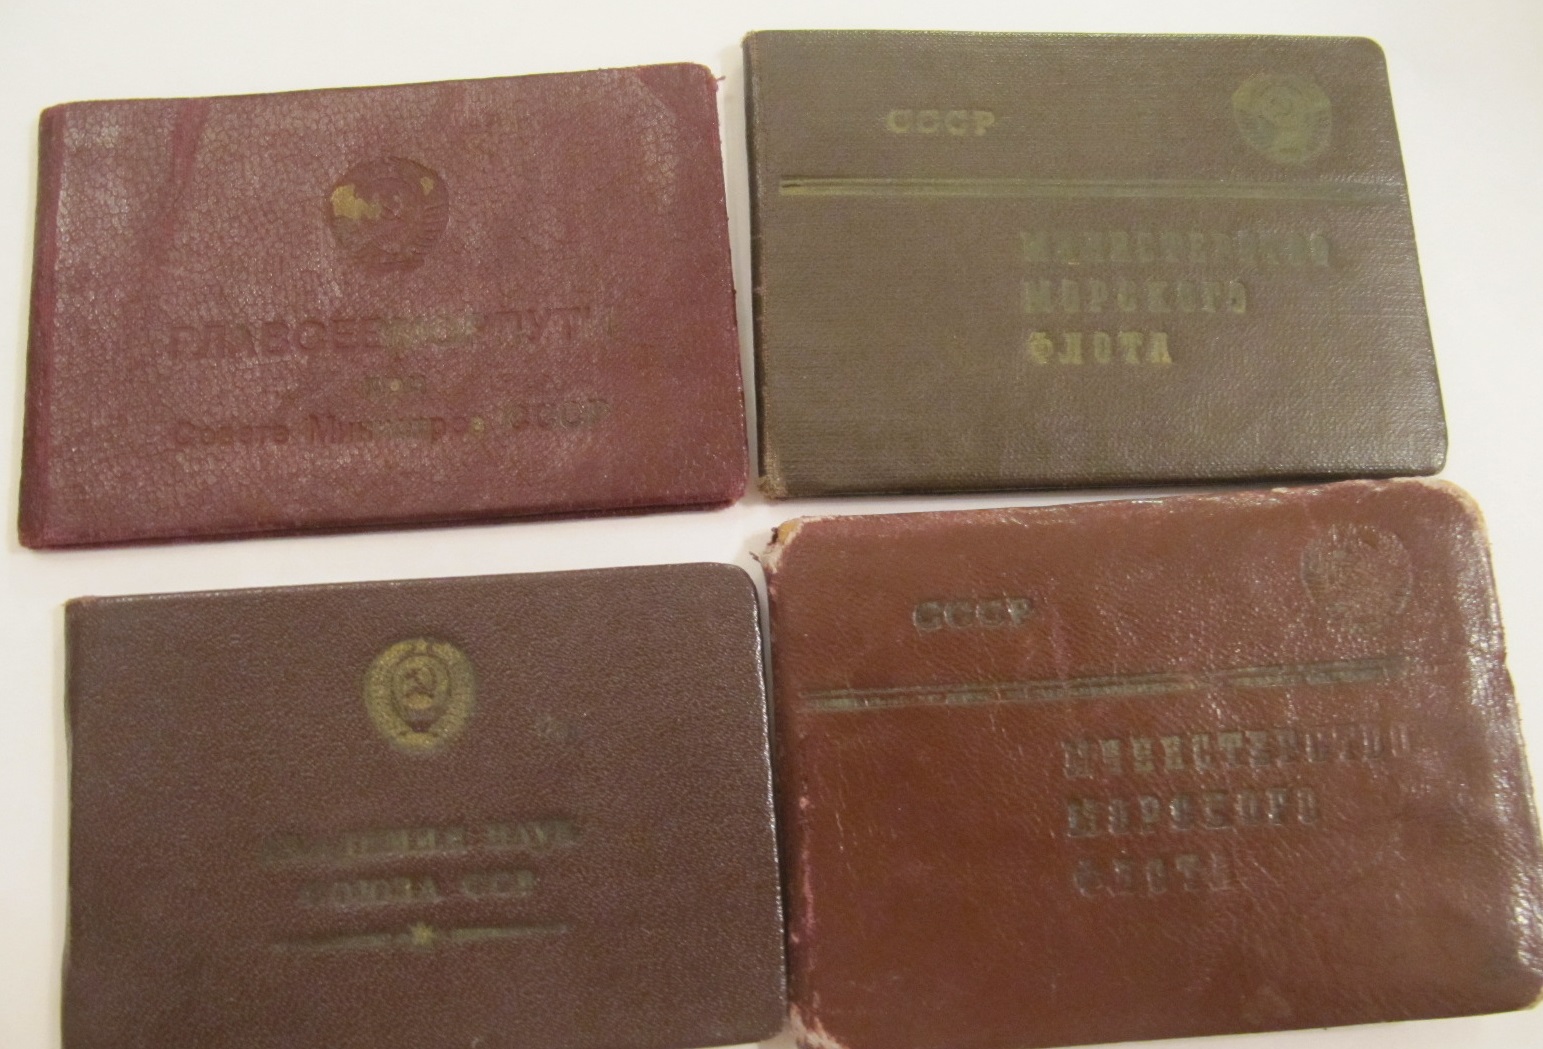 ГЛАВСЕВМОРПУТИ
при
Совете Министров СССР
СССР
МИНИСТЕРСТВО
МОРСКОГО
ФЛОТА
АКАДЕМИЯ НАУК
СОЮЗА ССР
СССР
МИНИСТЕРСТВО
МОРСКОГО
ФЛОТА